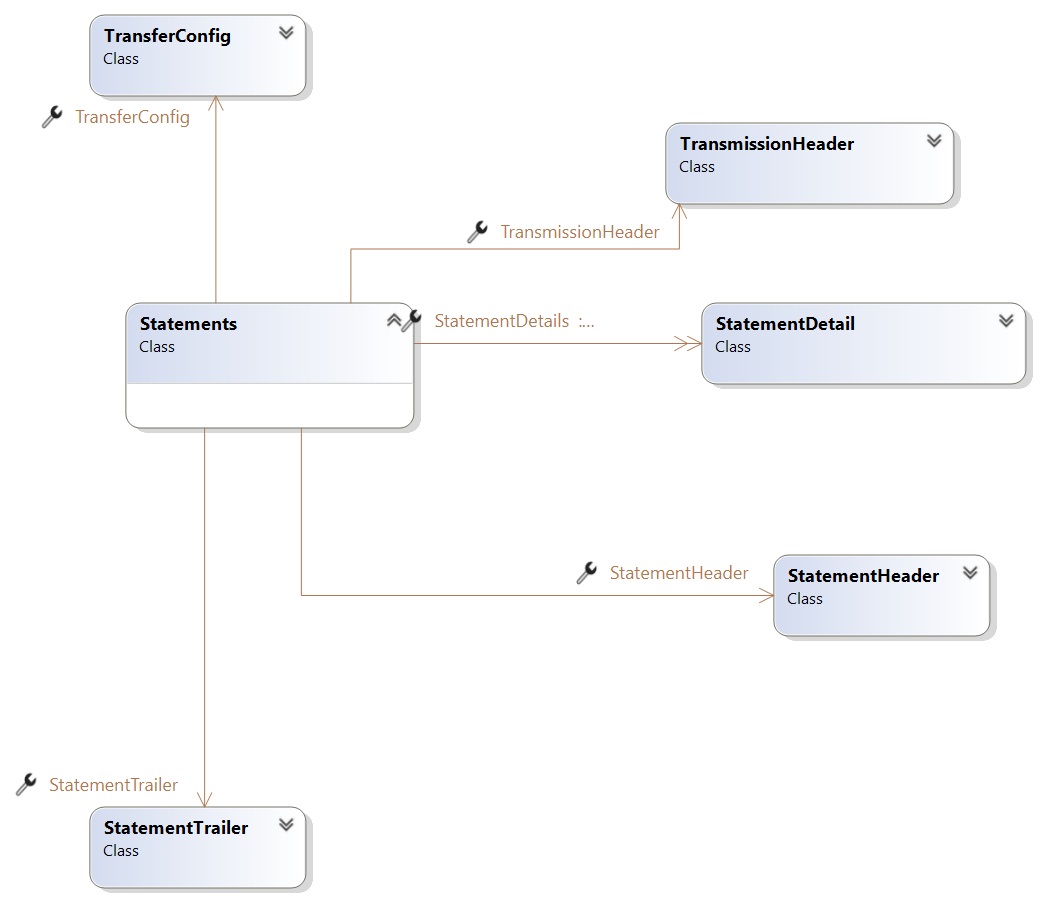 TransferConfig
Class
TransferConfig
TransmissionHeader
Class
TransmissionHeader
Statements
Class
StatementDetails :...
StatementDetail
Class
StatementHeader
StatementHeader
Class
StatementTrailer
StatementTrailer
Class